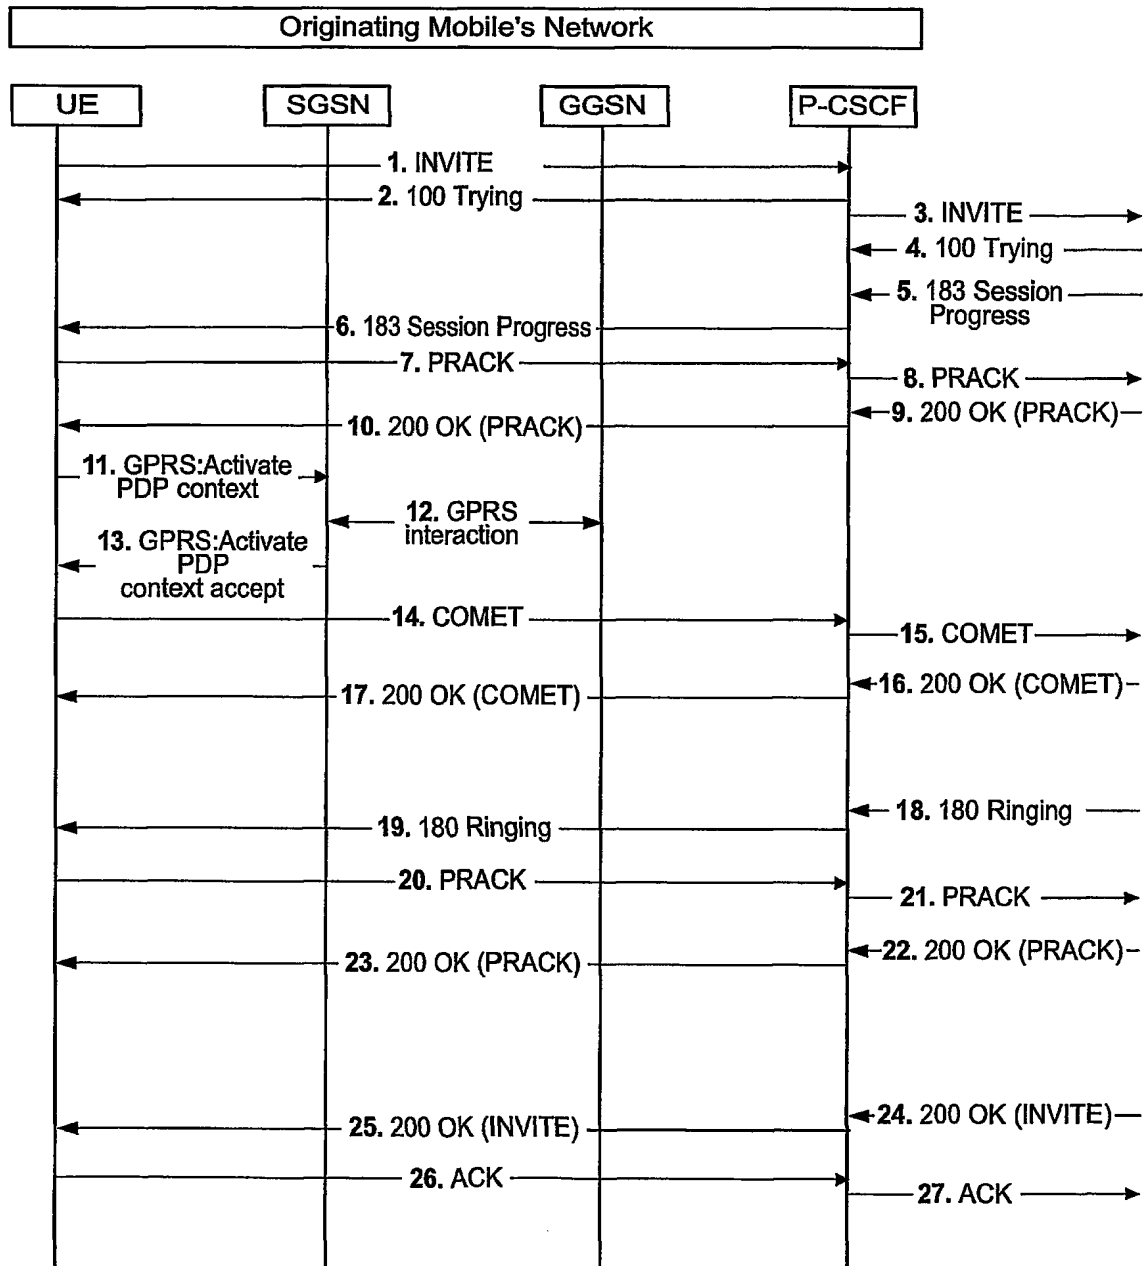 Originating Mobile's Network
UE
SGSN
GGSN
P-CSCF
1. INVITE
2. 100 Trying
3. INVITE
4. 100 Trying
5. 183 Session
Progress
6. 183 Session Progress
7. PRACK
8. PRACK
9. 200 OK (PRACK)
10. 200 OK (PRACK)
11. GPRS:Activate
PDP context
12. GPRS
interaction
13. GPRS:Activate
PDP
context accept
14. COMET
15. COMET
16. 200 OK (COMET)
17. 200 OK (COMET)
18. 180 Ringing
19. 180 Ringing
20. PRACK
21. PRACK
22. 200 OK (PRACK)
23. 200 OK (PRACK)
24. 200 OK (INVITE)
25. 200 OK (INVITE)
26. ACK
27. ACK